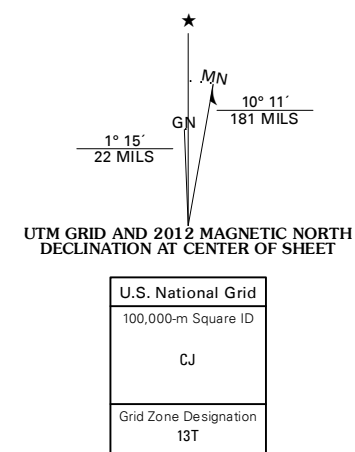 ★
MN
GN
10° 11´
181 MILS
1° 15´
22 MILS
UTM GRID AND 2012 MAGNETIC NORTH
DECLINATION AT CENTER OF SHEET
U.S. National Grid
100,000-m Square ID
CJ
Grid Zone Designation
13T